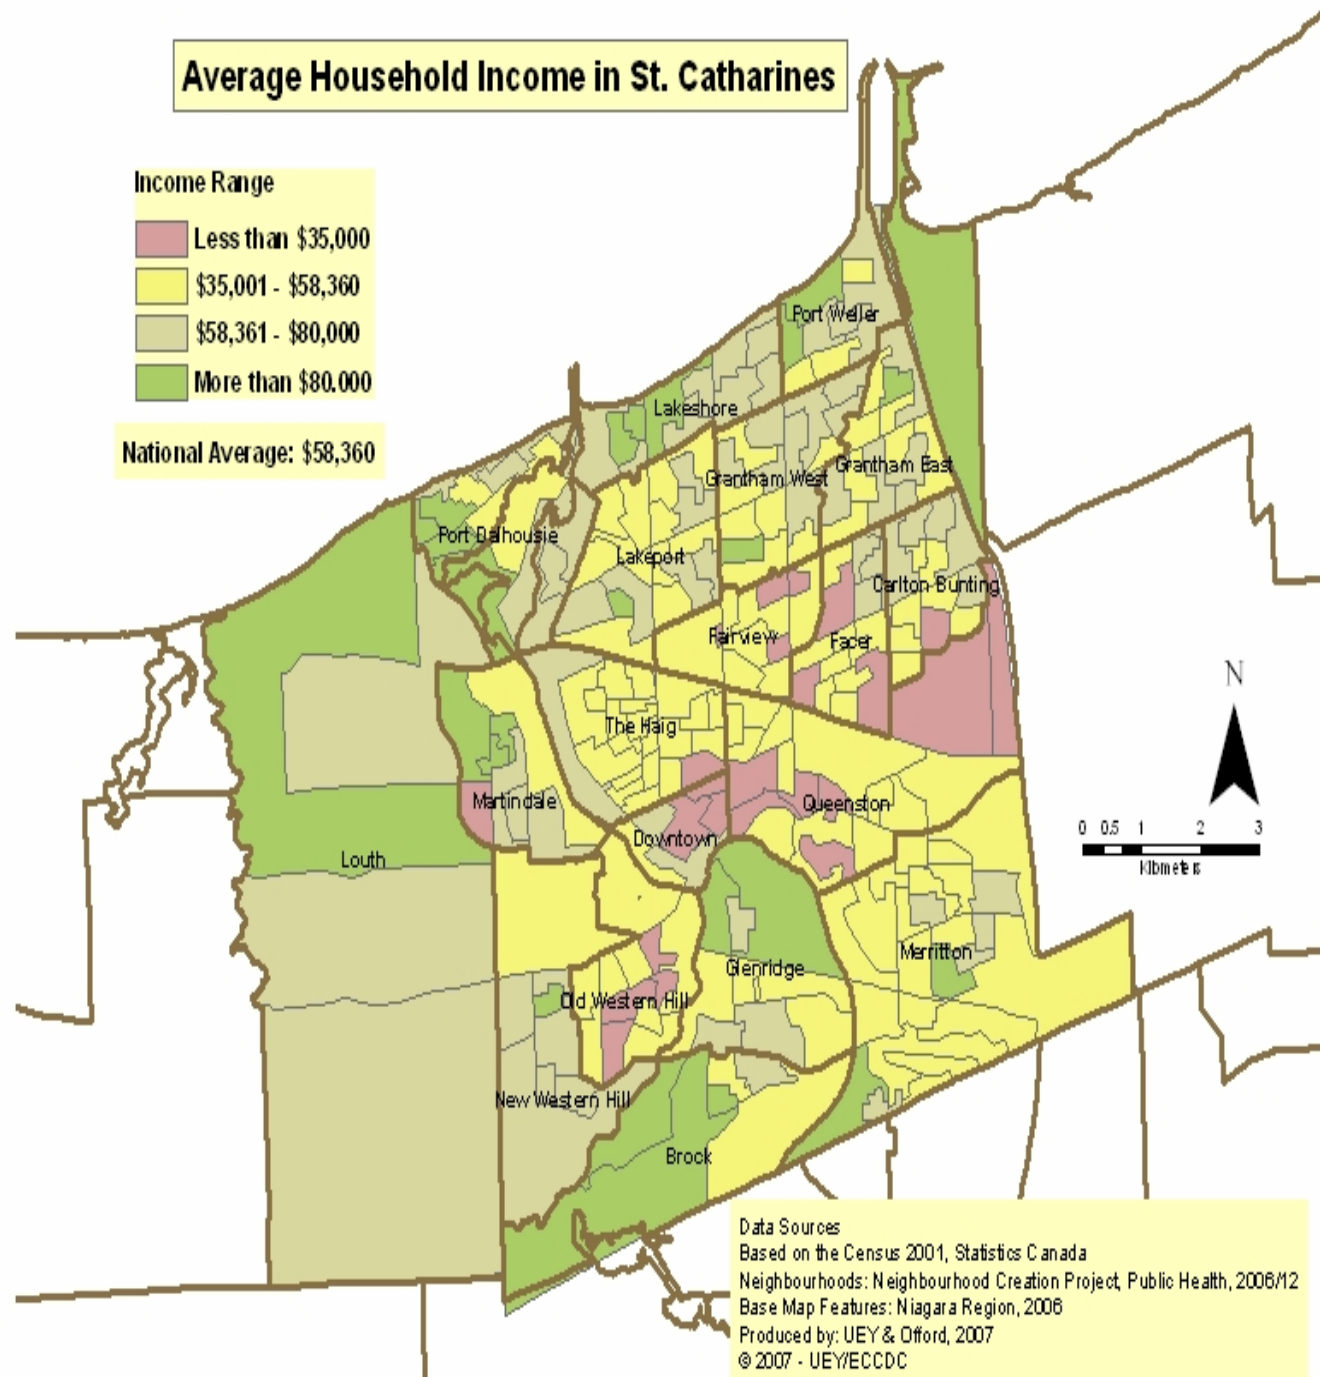 Average Household Income in St. Catharines
Income Range
Less than $35,000
$35,001 - $58,360
$58,361 - $80,000
More than $80.000
National Average: $58,360
Port Weller
Lakeshore
Grantham West
Grantham East
Port Dalhousie
Lakeport
Carlton Bunting
Fairview
Facer
The Haig
Martindale
Queenston
Downtown
Louth
Merritton
Glenridge
Old Western Hill
New Western Hill
Brock
N
0 0.5 1 2 3
Kilometers
Data Sources
Based on the Census 2001, Statistics Canada
Neighbourhoods: Neighbourhood Creation Project, Public Health, 2006/12
Base Map Features: Niagara Region, 2006
Produced by: UEY & Offord, 2007
© 2007 - UEY/ECCDC